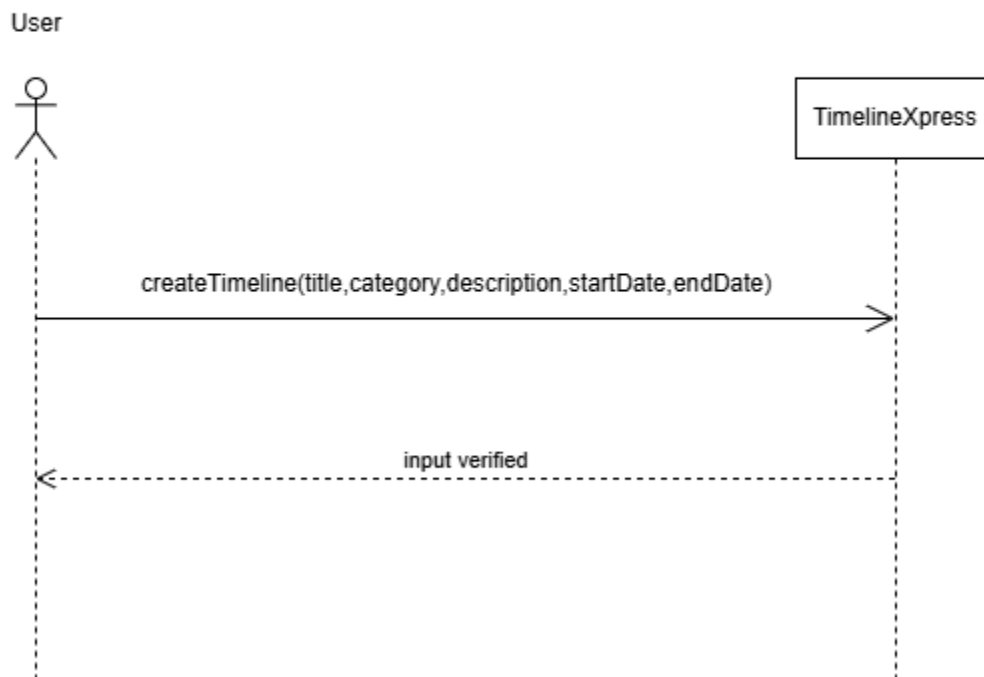 User
TimelineXpress
createTimeline(title,category,description,startDate,endDate)
input verified